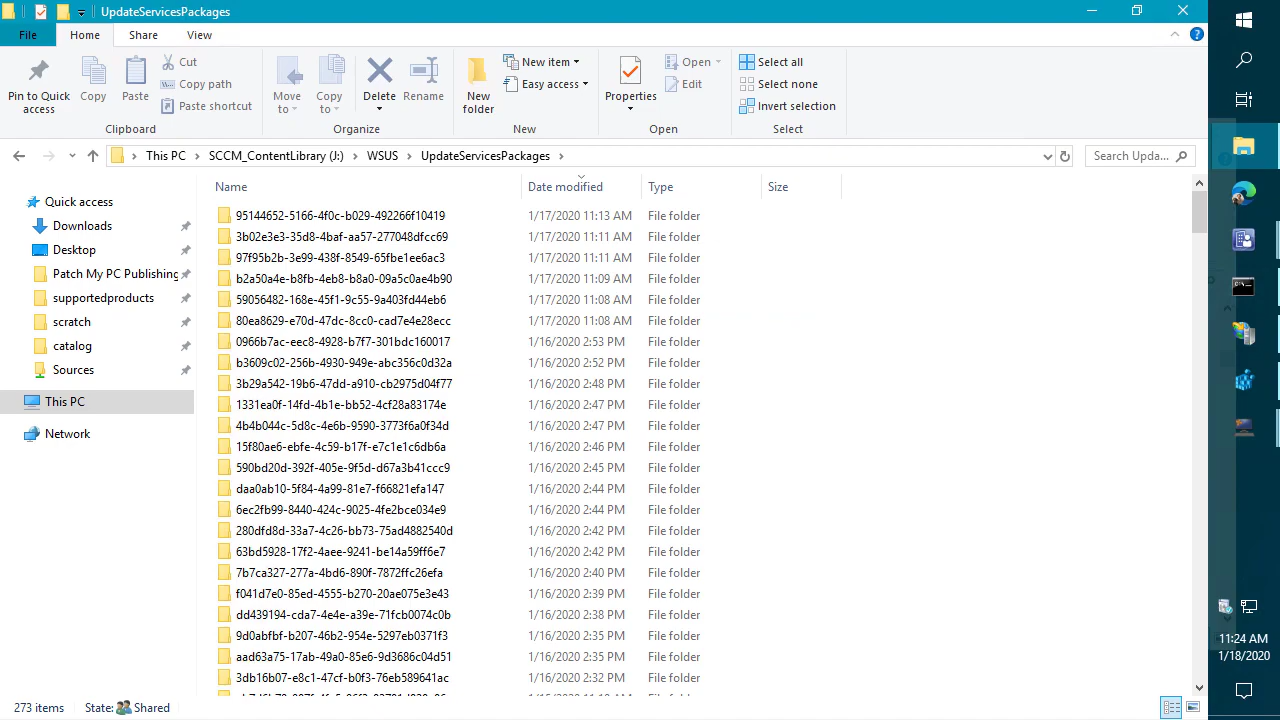 UpdateServicesPackages
File Home Share View
Pin to Quick access
Copy
Paste
Cut
Copy path
Paste shortcut
Clipboard
Move to
Copy to
Delete
Rename
Organize
New folder
New item
Easy access
New
Properties
Open
Edit
Open
Select all
Select none
Invert selection
Select
This PC > SCCM_ContentLibrary (J:) > WSUS > UpdateServicesPackages >
Search Upda...
Quick access
Downloads
Desktop
Patch My PC Publishing
supportedproducts
scratch
catalog
Sources
This PC
Network
Name Date modified Type Size
95144652-5166-4f0c-b029-492266f10419 1/17/2020 11:13 AM File folder
3b02e3e3-35d8-4baf-aa57-277048dfcc69 1/17/2020 11:11 AM File folder
97f95b2b-3e99-438f-8549-65fbe1ee6ac3 1/17/2020 11:11 AM File folder
b2a50a4e-b8fb-4eb8-b8a0-09a5c0ae4b90 1/17/2020 11:09 AM File folder
59056482-168e-45f1-9c55-9a403fd44eb6 1/17/2020 11:08 AM File folder
80ea8629-e70d-47dc-8cc0-cad7e4e28ecc 1/17/2020 11:08 AM File folder
0966b7ac-eec8-4928-b7f7-301bdc160017 1/16/2020 2:53 PM File folder
b3609c02-256b-4930-949e-abc356c0d32a 1/16/2020 2:52 PM File folder
3b29a542-19b6-47dd-a910-cb2975d04f77 1/16/2020 2:48 PM File folder
1331ea0f-14fd-4b1e-bb52-4cf28a83174e 1/16/2020 2:47 PM File folder
4b4b044c-5d8c-4e6b-9590-3773f6a0f34d 1/16/2020 2:47 PM File folder
15f80ae6-ebfe-4c59-b17f-e7c1e1c6db6a 1/16/2020 2:46 PM File folder
590bd20d-392f-405e-9f5d-d67a3b41ccc9 1/16/2020 2:45 PM File folder
daa0ab10-5f84-4a99-81e7-f66821efa147 1/16/2020 2:44 PM File folder
6ec2fb99-8440-424c-9025-4fe2bce034e9 1/16/2020 2:44 PM File folder
280dfd8d-33a7-4c26-bb73-75ad4882540d 1/16/2020 2:42 PM File folder
63bd5928-17f2-4aee-9241-be14a59ff6e7 1/16/2020 2:42 PM File folder
7b7ca327-277a-4bd6-890f-7872ffc26efa 1/16/2020 2:40 PM File folder
f041d7e0-85ed-4555-b270-20ae075e3e43 1/16/2020 2:39 PM File folder
dd439194-cda7-4e4e-a39e-71fcb0074c0b 1/16/2020 2:38 PM File folder
9d0abfbf-b207-46b2-954e-5297eb0371f3 1/16/2020 2:35 PM File folder
aad63a75-17ab-49a0-85e6-9d3686c04d51 1/16/2020 2:35 PM File folder
3db16b07-e8c1-47cf-b0f3-76eb589641ac 1/16/2020 2:32 PM File folder
273 items State: Shared
11:24 AM
1/18/2020